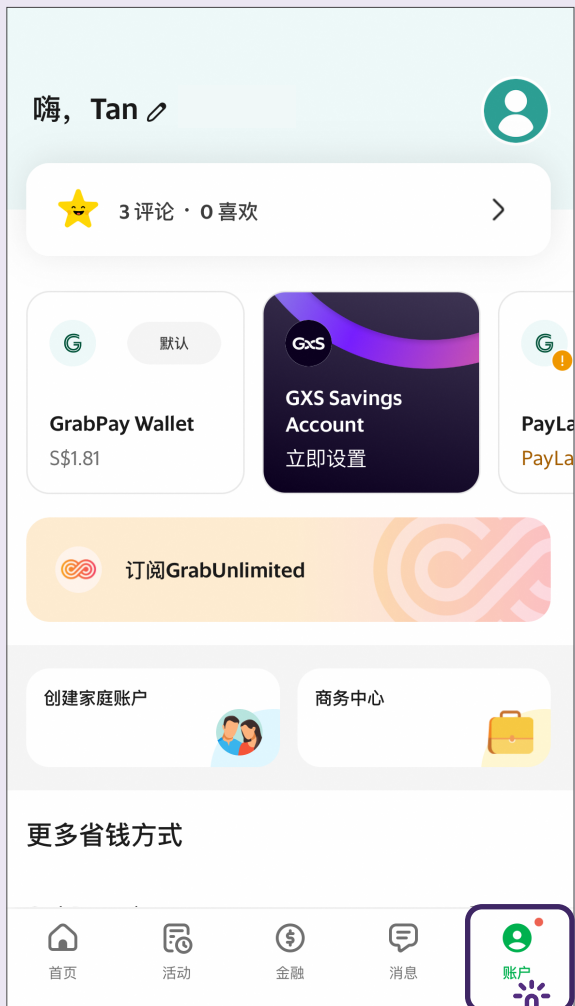 嗨，Tan
3 评论 · 0 喜欢
默认
GrabPay Wallet
S$1.81
GXS
GXS Savings
Account
立即设置
PayLa
PayLa
订阅GrabUnlimited
创建家庭账户
商务中心
更多省钱方式
首页
活动
金融
消息
账户